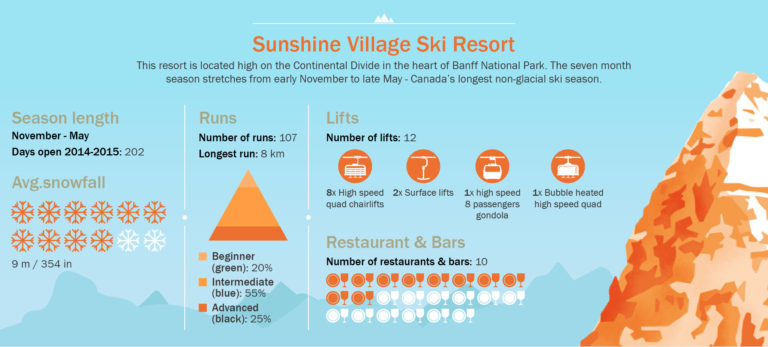 Sunshine Village Ski Resort
This resort is located high on the Continental Divide in the heart of Banff National Park. The seven month
season stretches from early November to late May - Canada's longest non-glacial ski season.
Season length
November - May
Days open 2014-2015: 202
Avg.snowfall
9 m / 354 in
Runs
Number of runs: 107
Longest run: 8 km
Beginner
(green): 20%
Intermediate
(blue): 55%
Advanced
(black): 25%
Lifts
Number of lifts: 12
8x High speed
quad chairlifts
2x Surface lifts
1x high speed
8 passengers
gondola
1x Bubble heated
high speed quad
Restaurant & Bars
Number of restaurants & bars: 10